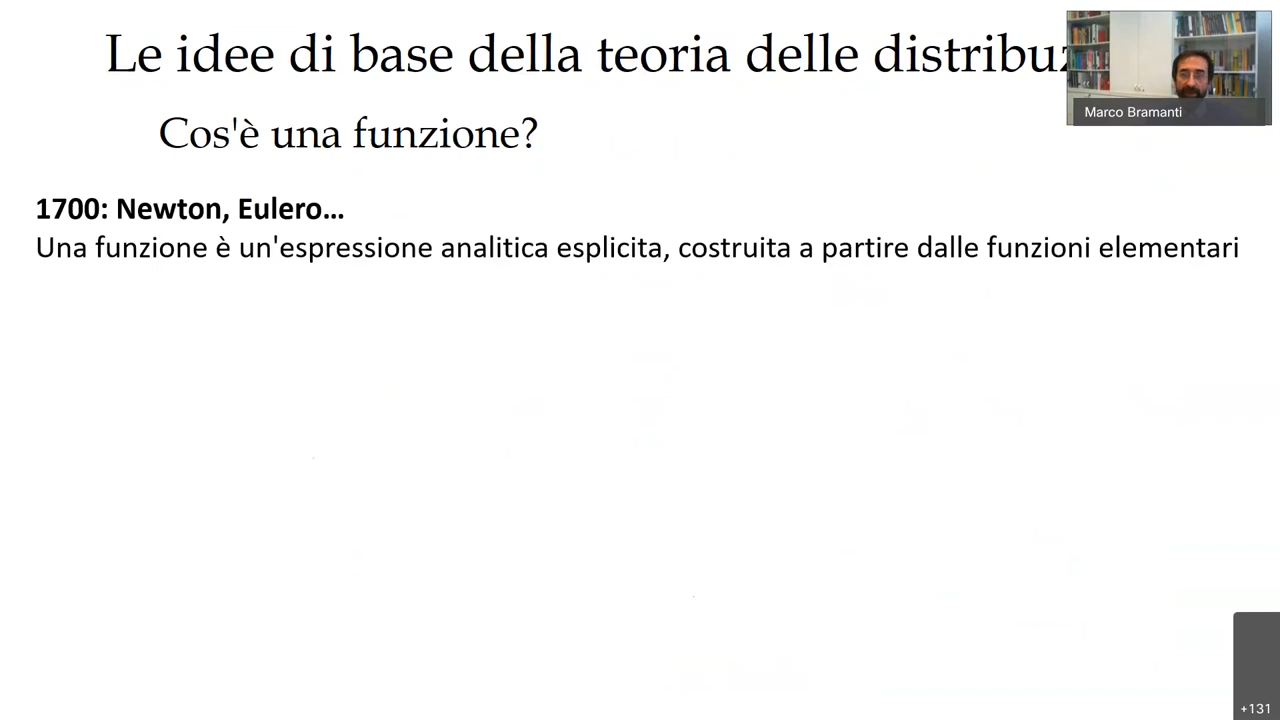 Le idee di base della teoria delle
Marco Bramanti
Cos'è una funzione?
1700: Newton, Eulero...
Una funzione è un'espressione analitica esplicita, costruita a partire dalle funzioni elementari
+131